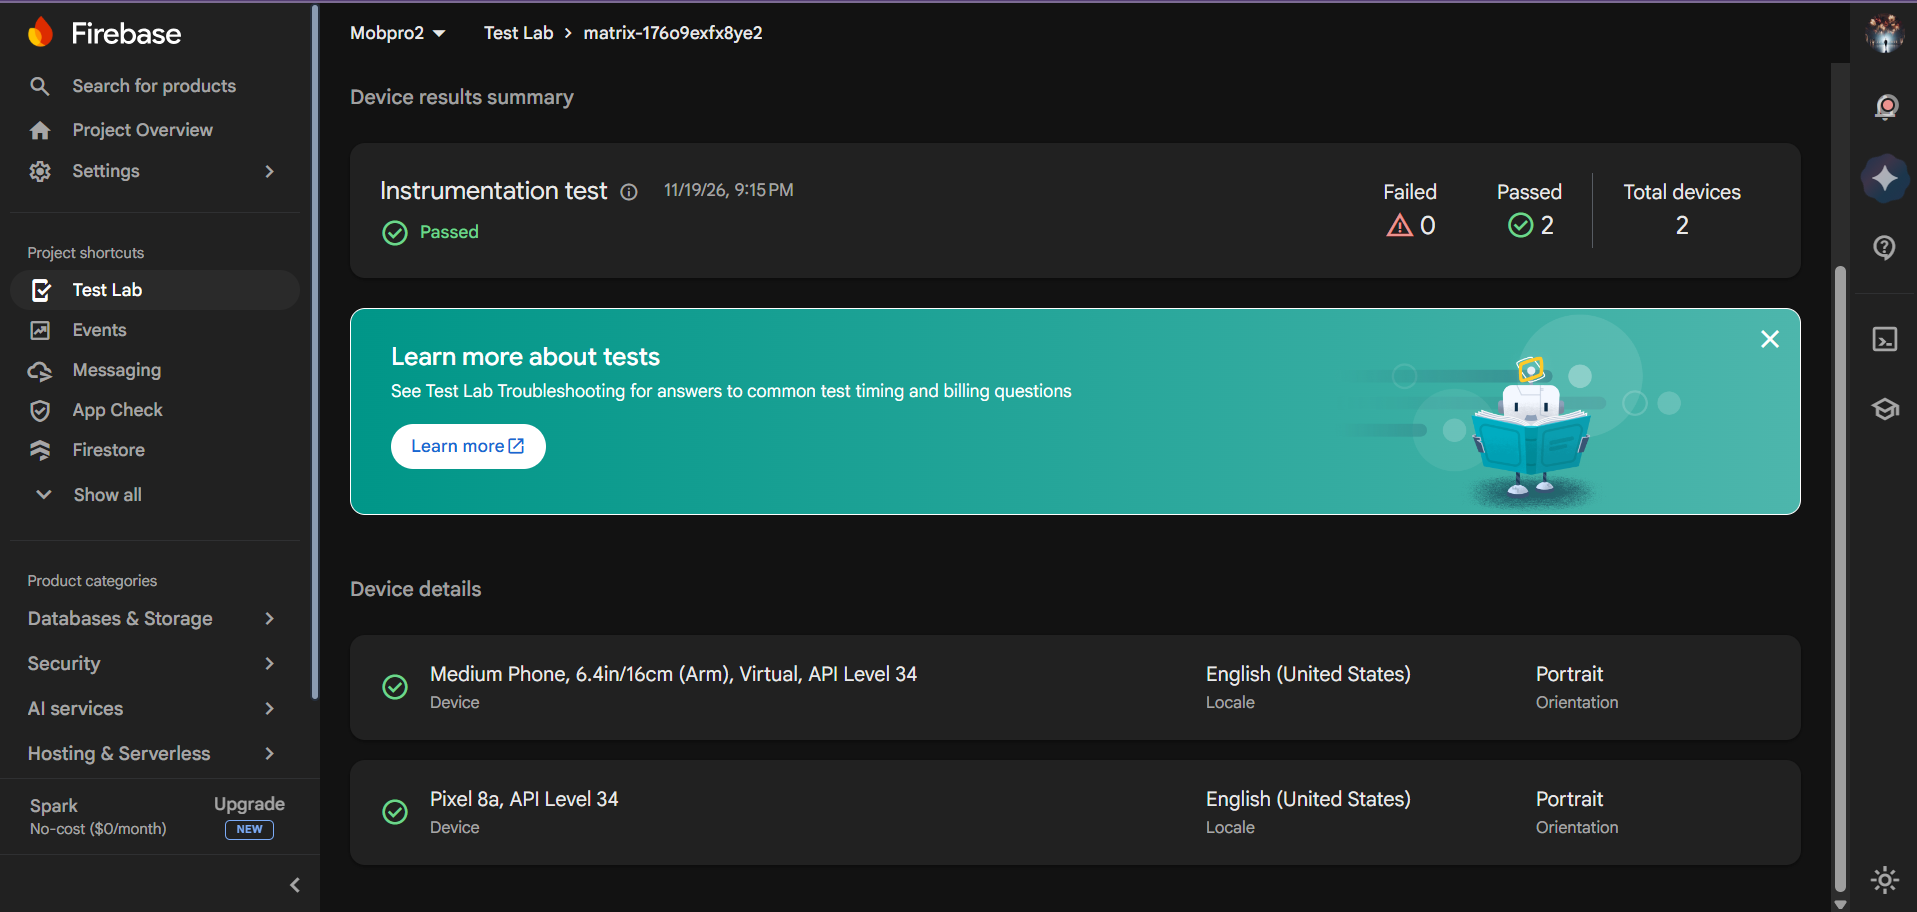 Firebase
Search for products
Project Overview
Settings
Project shortcuts
Test Lab
Events
Messaging
App Check
Firestore
Show all
Product categories
Databases & Storage
Security
AI services
Hosting & Serverless
Spark
No-cost ($0/month)
Upgrade
NEW
Mobpro2
Test Lab
matrix-176o9exfx8ye2
Device results summary
Instrumentation test
11/19/26, 9:15 PM
Passed
Failed
0
Passed
2
Total devices
2
Learn more about tests
See Test Lab Troubleshooting for answers to common test timing and billing questions
Learn more
Device details
Medium Phone, 6.4in/16cm (Arm), Virtual, API Level 34
Device
English (United States)
Locale
Portrait
Orientation
Pixel 8a, API Level 34
Device
English (United States)
Locale
Portrait
Orientation